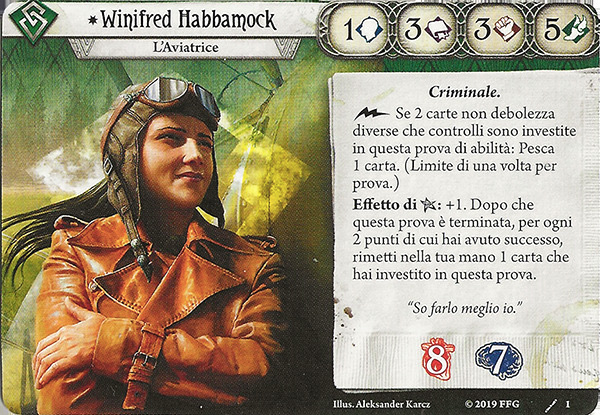 *Winifred Habbamock
L'Aviatrice
1 3 3 5
Criminale.
Se 2 carte non debolezza
diverse che controlli sono investite
in questa prova di abilità: Pesca
1 carta. (Limite di una volta per
prova.)
Effetto di : +1. Dopo che
questa prova è terminata, per ogni
2 punti di cui hai avuto successo,
rimetti nella tua mano 1 carta che
hai investito in questa prova.
“So farlo meglio io.”
8 7
Illus. Aleksander Karcz © 2019 FFG 1